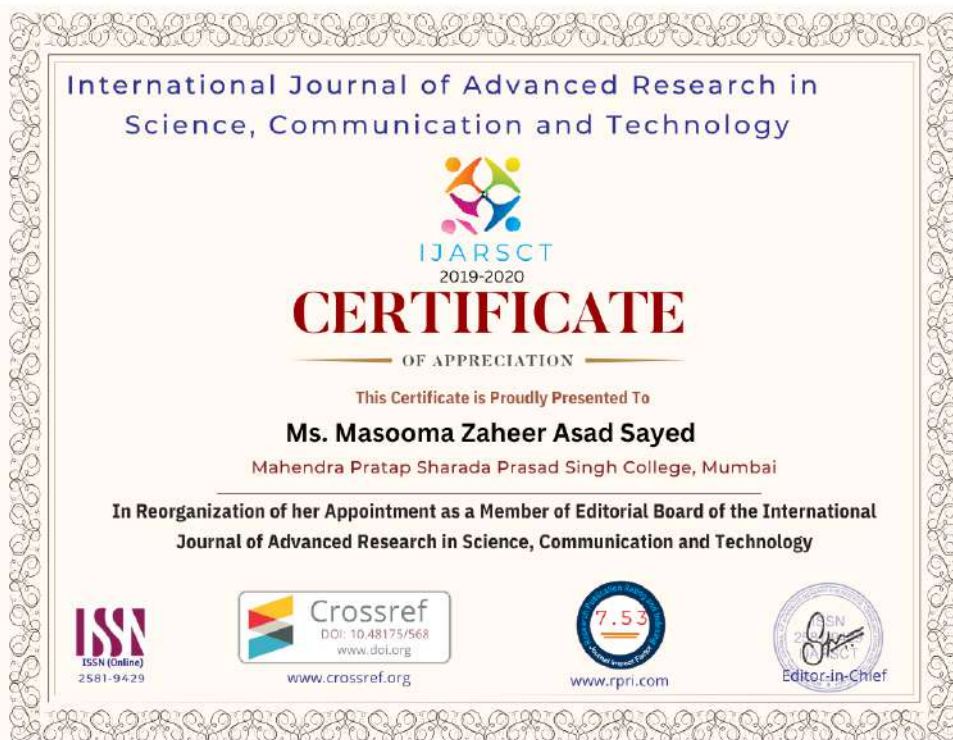 International Journal of Advanced Research in
Science, Communication and Technology
IJARSCT
2019-2020
CERTIFICATE
OF APPRECIATION
This Certificate is Proudly Presented To
Ms. Masooma Zaheer Asad Sayed
Mahendra Pratap Sharada Prasad Singh College, Mumbai
In Reorganization of her Appointment as a Member of Editorial Board of the International
Journal of Advanced Research in Science, Communication and Technology
ISSN
ISSN (Online)
2581-9429
Crossref
DOI: 10.48175/568
www.doi.org
www.crossref.org
7.53
Journal Impact Factor
www.rpri.com
ISSN
Editor-in-Chief